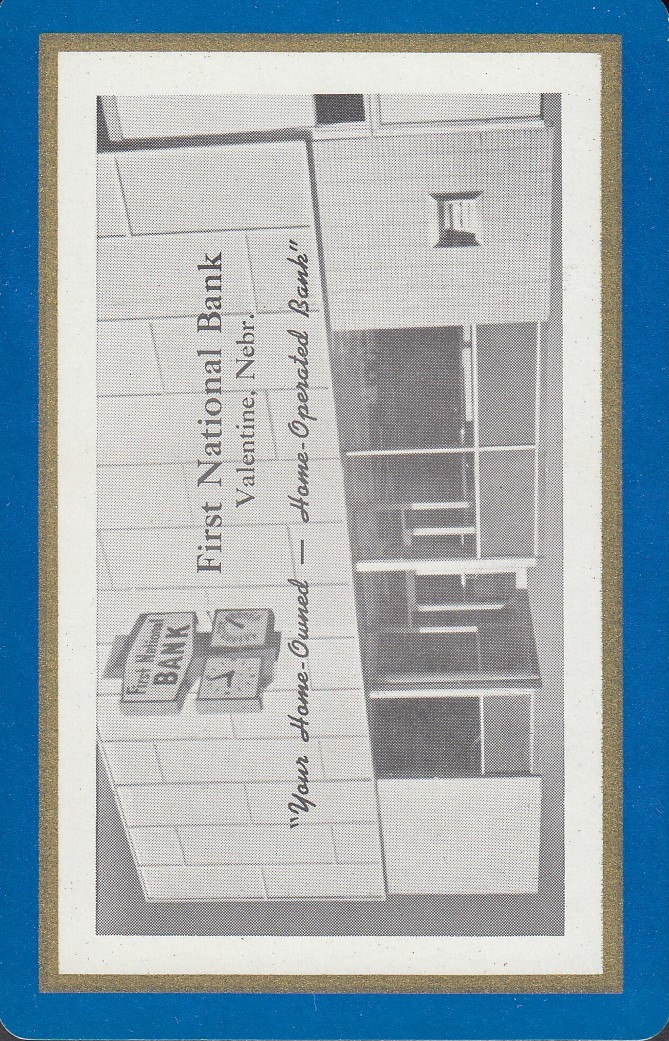 First National Bank
Valentine, Nebr.
"Your Home-Owned — Home-Operated Bank"
First National
BANK